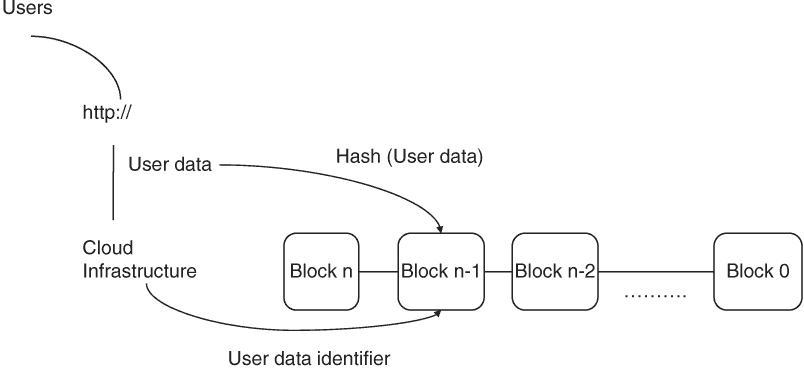 Users
http://
User data
Hash (User data)
Cloud
Infrastructure
Block n
Block n-1
Block n-2
..........
Block 0
User data identifier